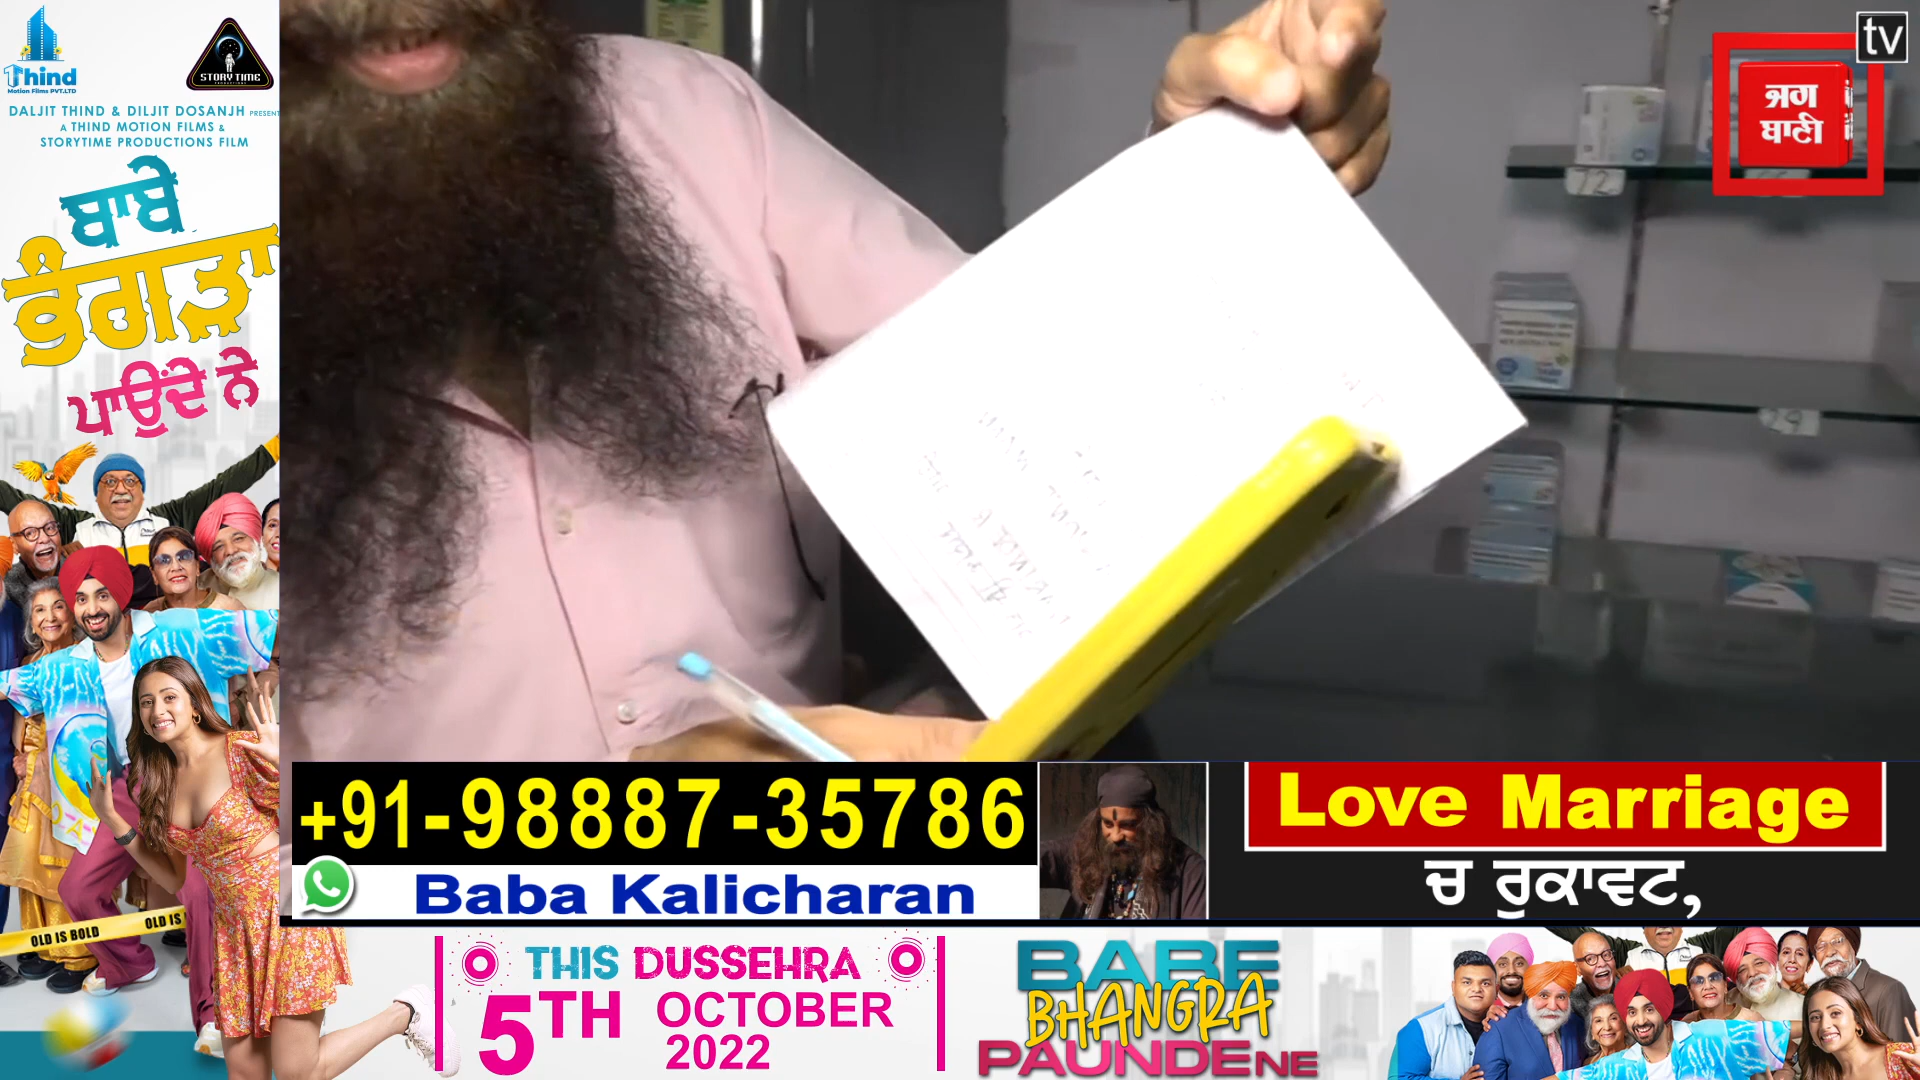 Thind
Motion Films PVT.LTD
STORY TIME
PRODUCTIONS
DALJIT THIND & DILJIT DOSANJH PRESENT
A THIND MOTION FILMS &
STORYTIME PRODUCTIONS FILM
ਬਾਬੇ
ਭੰਗੜਾ
ਪਾਉਂਦੇ ਨੇ
OLD IS BOLD
OLD IS
tv
ਜਗ
ਬਾਣੀ
72
+91-98887-35786
Baba Kalicharan
Love Marriage
ਚ ਰੁਕਾਵਟ,
THIS DUSSEHRA
5TH OCTOBER
2022
BABE
BHANGRA
PAUNDE NE